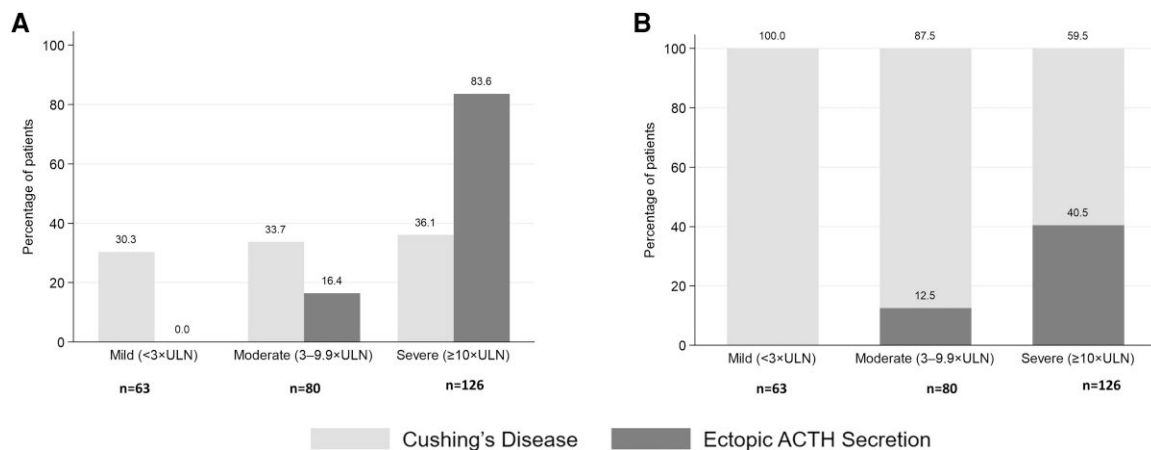 A
Percentage of patients
100
80
60
40
20
0
30.3
0.0
33.7
16.4
36.1
83.6
Mild (<3×ULN)
Moderate (3–9.9×ULN)
Severe (≥10×ULN)
n=63
n=80
n=126
B
Percentage of patients
100
80
60
40
20
0
100.0
87.5
12.5
59.5
40.5
Mild (<3×ULN)
Moderate (3–9.9×ULN)
Severe (≥10×ULN)
n=63
n=80
n=126
Cushing's Disease
Ectopic ACTH Secretion